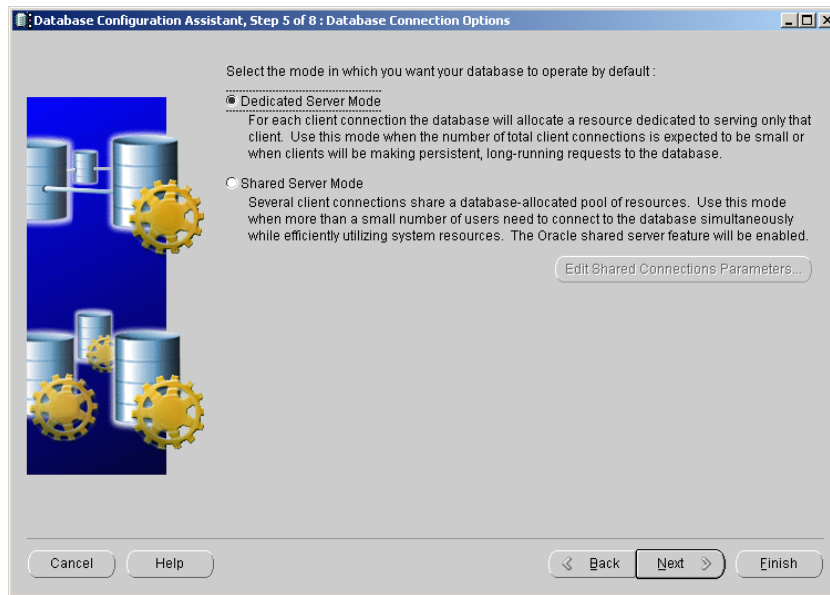 Database Configuration Assistant, Step 5 of 8 : Database Connection Options
Select the mode in which you want your database to operate by default :
Dedicated Server Mode
For each client connection the database will allocate a resource dedicated to serving only that
client. Use this mode when the number of total client connections is expected to be small or
when clients will be making persistent, long-running requests to the database.
Shared Server Mode
Several client connections share a database-allocated pool of resources. Use this mode
when more than a small number of users need to connect to the database simultaneously
while efficiently utilizing system resources. The Oracle shared server feature will be enabled.
Edit Shared Connections Parameters...
Cancel
Help
Back
Next
Finish